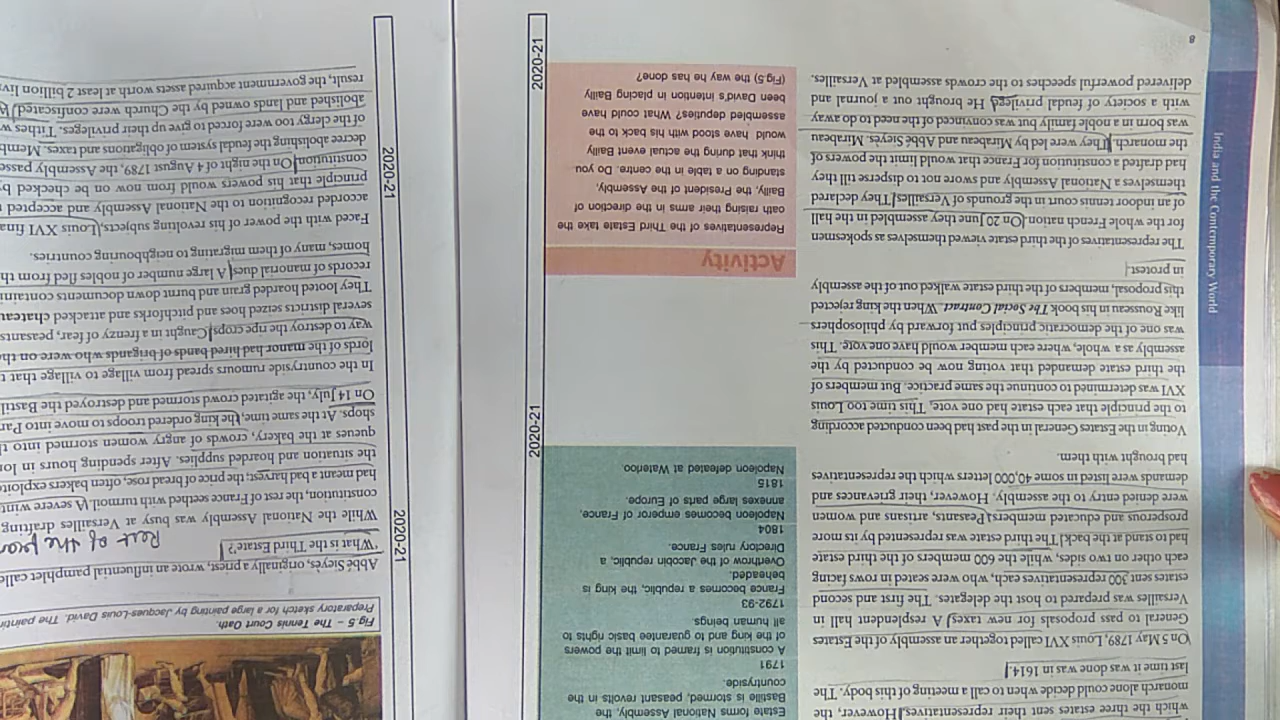 which the three estates sent their representatives. However, the
monarch alone could decide when to call a meeting of this body. The
last time it was done was in 1614.
On 5 May 1789, Louis XVI called together an assembly of the Estates
General to pass proposals for new taxes. A resplendent hall in
Versailles was prepared to host the delegates. The first and second
estates sent 300 representatives each, who were seated in rows facing
each other on two sides, while the 600 members of the third estate
had to stand at the back. The third estate was represented by its more
prosperous and educated members. Peasants, artisans and women
were denied entry to the assembly. However, their grievances and
demands were listed in some 40,000 letters which the representatives
had brought with them.
Voting in the Estates General in the past had been conducted according
to the principle that each estate had one vote. This time too Louis
XVI was determined to continue the same practice. But members of
the third estate demanded that voting now be conducted by the
assembly as a whole, where each member would have one vote. This
was one of the democratic principles put forward by philosophers
like Rousseau in his book The Social Contract. When the king rejected
this proposal, members of the third estate walked out of the assembly
in protest.
The representatives of the third estate viewed themselves as spokesmen
for the whole French nation. On 20 June they assembled in the hall
of an indoor tennis court in the grounds of Versailles. They declared
themselves a National Assembly and swore not to disperse till they
had drafted a constitution for France that would limit the powers of
the monarch. They were led by Mirabeau and Abbé Sieyès. Mirabeau
was born in a noble family but was convinced of the need to do away
with a society of feudal privilege. He brought out a journal and
delivered powerful speeches to the crowds assembled at Versailles.
India and the Contemporary World
8
Estate forms National Assembly, the
Bastille is stormed, peasant revolts in the
countryside.
1791
A constitution is framed to limit the powers
of the king and to guarantee basic rights to
all human beings.
1792-93
France becomes a republic, the king is
beheaded.
Overthrow of the Jacobin republic, a
Directory rules France.
1804
Napoleon becomes emperor of France,
annexes large parts of Europe.
1815
Napoleon defeated at Waterloo.
Activity
Representatives of the Third Estate take the
oath raising their arms in the direction of
Bailly, the President of the Assembly,
standing on a table in the centre. Do you
think that during the actual event Bailly
would have stood with his back to the
assembled deputies? What could have
been David's intention in placing Bailly
(Fig.5) the way he has done?
2020-21
2020-21
Fig.5 – The Tennis Court Oath.
Preparatory sketch for a large painting by Jacques-Louis David. The
Abbé Sieyès, originally a priest, wrote an influential pamphlet
'What is the Third Estate?'
Rest of the
While the National Assembly was busy at Versailles drafting
constitution, the rest of France seethed with turmoil. A severe
had meant a bad harvest; the price of bread rose, often bakers
the situation and hoarded supplies. After spending hours in
queues at the bakery, crowds of angry women stormed into
shops. At the same time, the king ordered troops to move into
On 14 July, the agitated crowd stormed and destroyed the
In the countryside rumours spread from village to village that
lords of the manor had hired bands of brigands who were on
way to destroy the ripe crops. Caught in a frenzy of fear, peasants
several districts seized hoes and pitchforks and attacked
They looted hoarded grain and burnt down documents
records of manorial dues. A large number of nobles fled from
homes, many of them migrating to neighbouring countries.
Faced with the power of his revolting subjects, Louis XVI
accorded recognition to the National Assembly and accepted
principle that his powers would from now on be checked by
constitution. On the night of 4 August 1789, the Assembly
decree abolishing the feudal system of obligations and taxes.
of the clergy too were forced to give up their privileges. Tithes
abolished and lands owned by the Church were confiscated.
result, the government acquired assets worth at least 2 billion
2020-21
2020-21